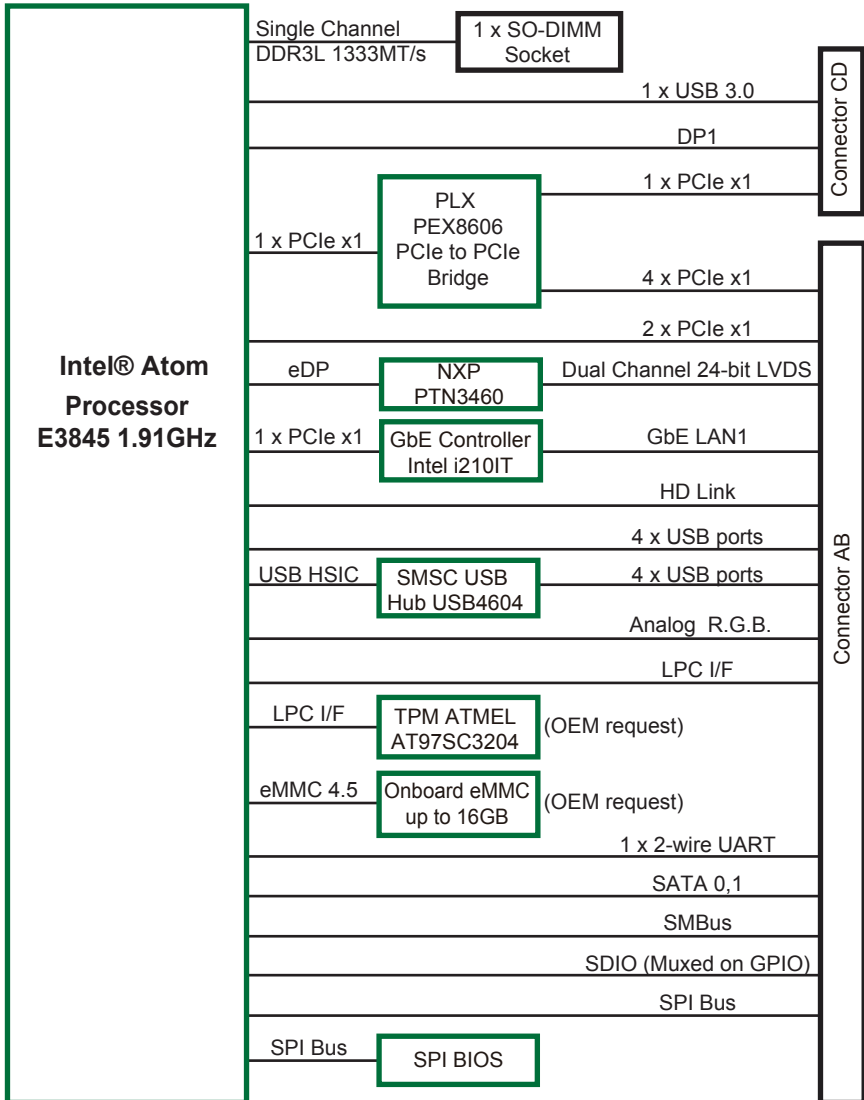 Single Channel
DDR3L 1333MT/s
1 x SO-DIMM
Socket
Connector CD
1 x USB 3.0
DP1
1 x PCIe x1
PLX
PEX8606
PCIe to PCIe
Bridge
1 x PCIe x1
4 x PCIe x1
2 x PCIe x1
Intel® Atom
Processor
E3845 1.91GHz
eDP
NXP
PTN3460
Dual Channel 24-bit LVDS
1 x PCIe x1
GbE Controller
Intel i210IT
GbE LAN1
HD Link
4 x USB ports
USB HSIC
SMSC USB
Hub USB4604
4 x USB ports
Connector AB
Analog R.G.B.
LPC I/F
LPC I/F
TPM ATMEL
AT97SC3204
(OEM request)
eMMC 4.5
Onboard eMMC
up to 16GB
(OEM request)
1 x 2-wire UART
SATA 0,1
SMBus
SDIO (Muxed on GPIO)
SPI Bus
SPI Bus
SPI BIOS